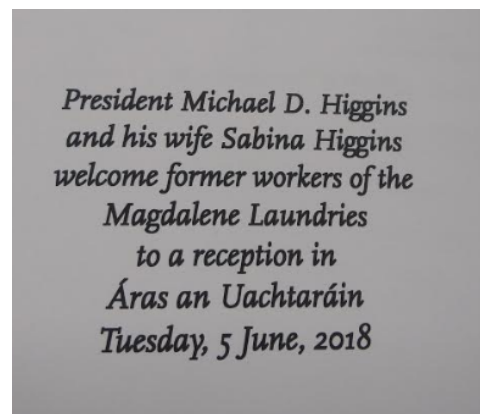 President Michael D. Higgins
and his wife Sabina Higgins
welcome former workers of the
Magdalene Laundries
to a reception in
Áras an Uachtaráin
Tuesday, 5 June, 2018